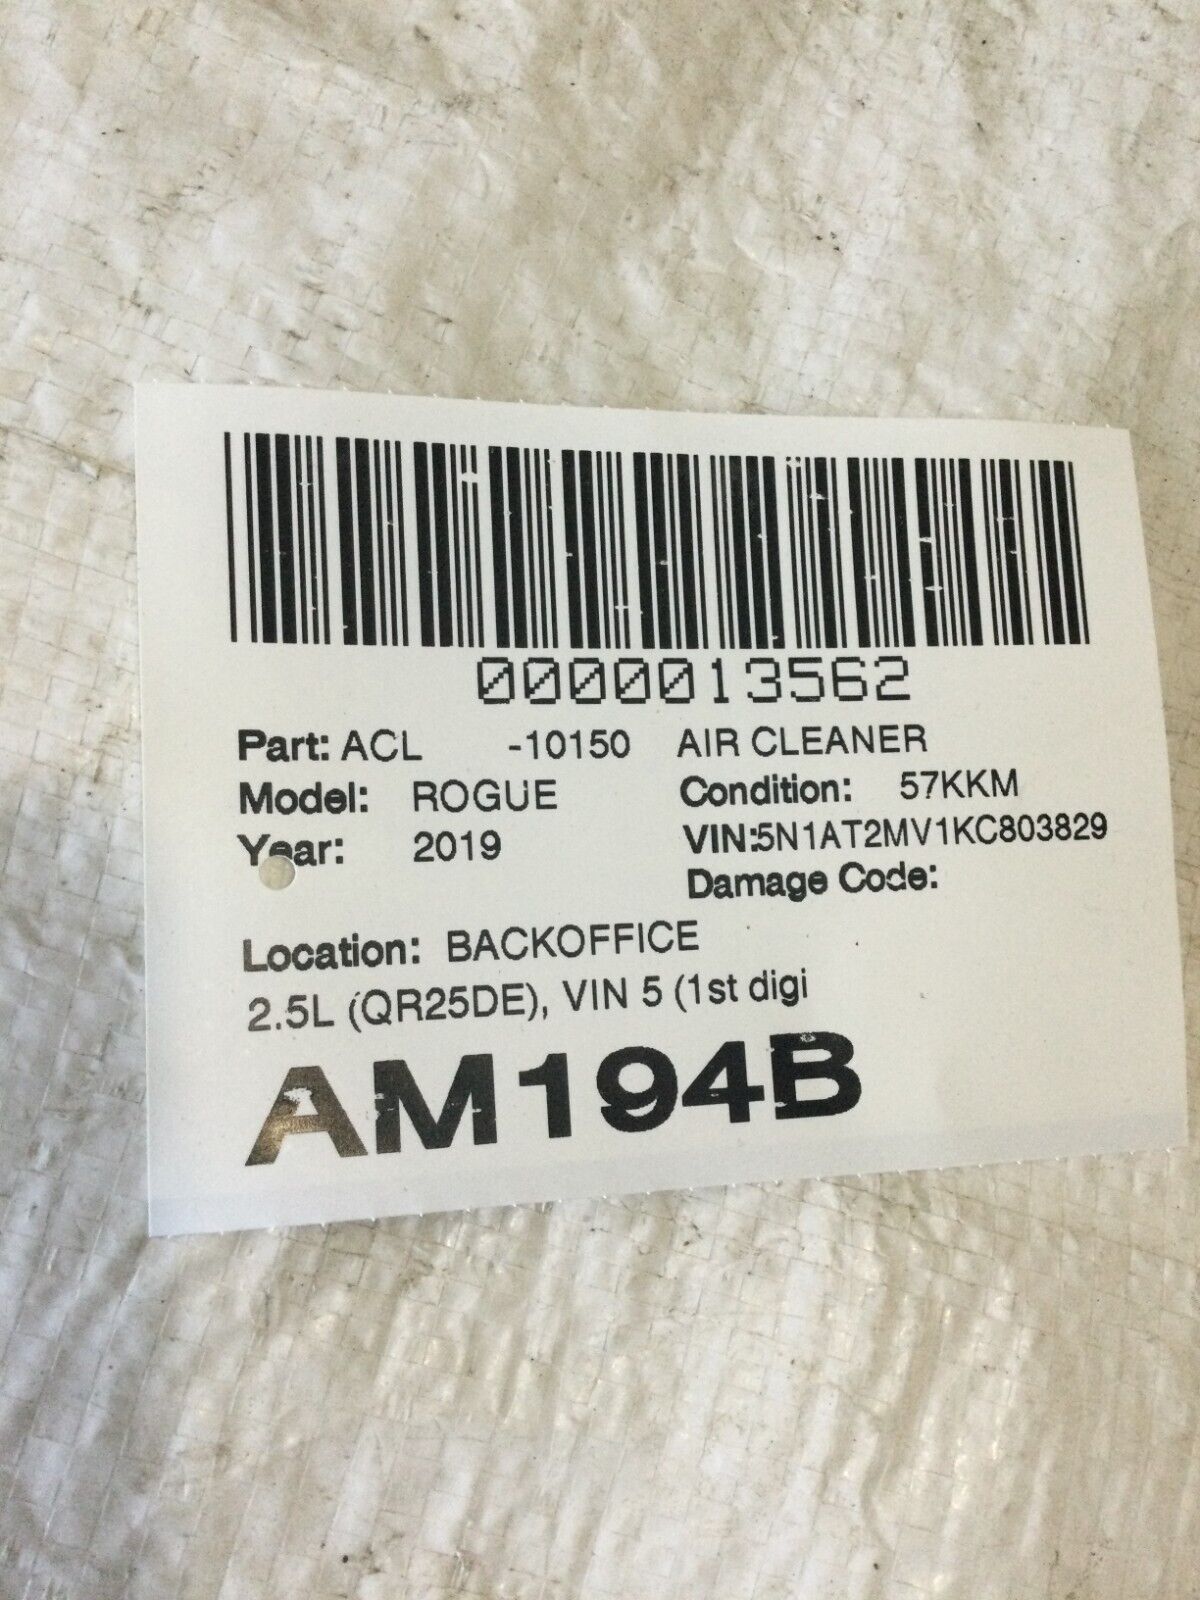 0000013562
Part: ACL -10150 AIR CLEANER
Model: ROGUE Condition: 57KKM
Year: 2019 VIN:5N1AT2MV1KC803829
Damage Code:
Location: BACKOFFICE
2.5L (QR25DE), VIN 5 (1st digi
AM194B